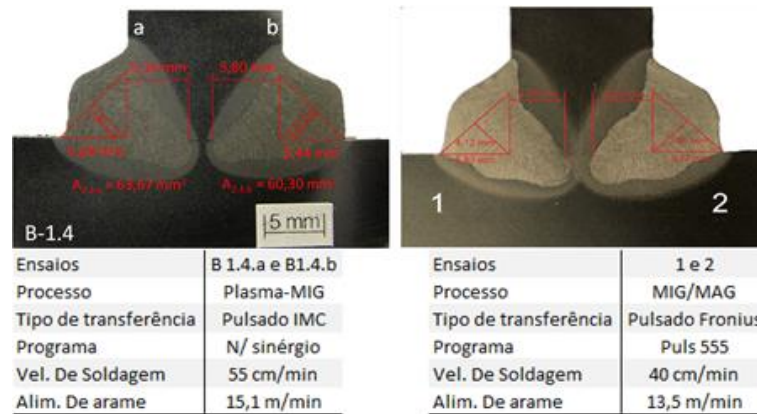 a
b
5,80 mm
A = 63,67 mm²
A = 60,30 mm²
B-1.4
5 mm
1
2
Ensaios B 1.4.a e B1.4.b
Processo Plasma-MIG
Tipo de transferência Pulsado IMC
Programa N/ sinérgio
Vel. De Soldagem 55 cm/min
Alim. De arame 15,1 m/min
Ensaios 1 e 2
Processo MIG/MAG
Tipo de transferência Pulsado Fronius
Programa Puls 555
Vel. De Soldagem 40 cm/min
Alim. De arame 13,5 m/min